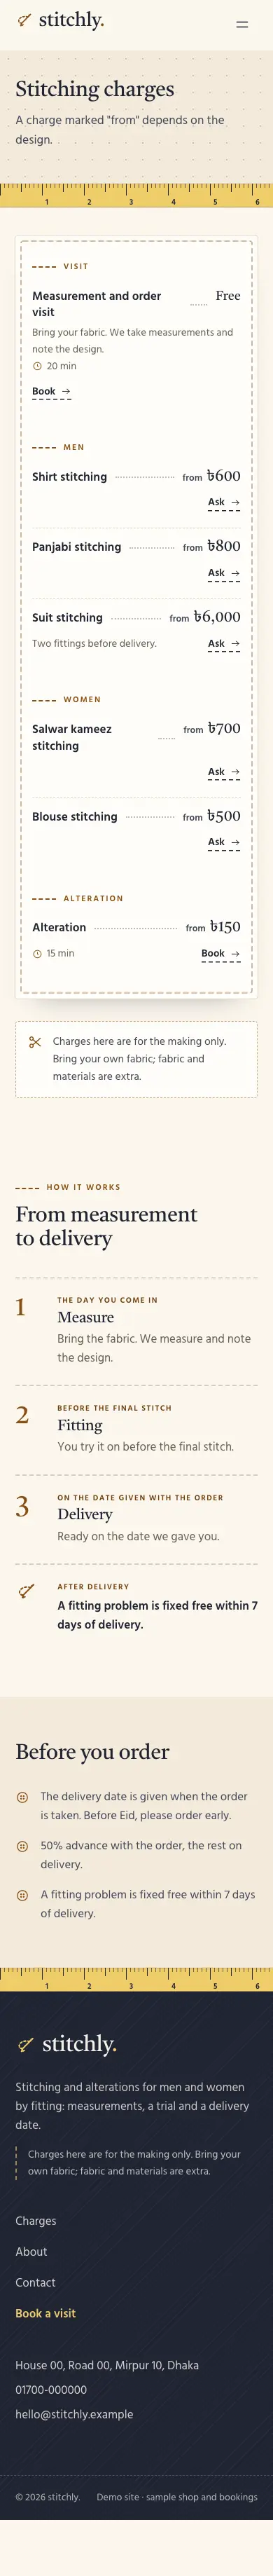 stitchly.
Stitching charges
A charge marked "from" depends on the
design.
1 2 3 4 5 6
VISIT
Measurement and order
visit
Free
Bring your fabric. We take measurements and
note the design.
20 min
Book →
MEN
Shirt stitching from ৳600
Ask →
Panjabi stitching from ৳800
Ask →
Suit stitching from ৳6,000
Two fittings before delivery. Ask →
WOMEN
Salwar kameez
stitching
from ৳700
Ask →
Blouse stitching from ৳500
Ask →
ALTERATION
Alteration from ৳150
15 min Book →
Charges here are for the making only.
Bring your own fabric; fabric and
materials are extra.
HOW IT WORKS
From measurement
to delivery
1
THE DAY YOU COME IN
Measure
Bring the fabric. We measure and note
the design.
2
BEFORE THE FINAL STITCH
Fitting
You try it on before the final stitch.
3
ON THE DATE GIVEN WITH THE ORDER
Delivery
Ready on the date we gave you.
AFTER DELIVERY
A fitting problem is fixed free within 7
days of delivery.
Before you order
The delivery date is given when the order
is taken. Before Eid, please order early.
50% advance with the order, the rest on
delivery.
A fitting problem is fixed free within 7 days
of delivery.
1 2 3 4 5 6
stitchly.
Stitching and alterations for men and women
by fitting: measurements, a trial and a delivery
date.
Charges here are for the making only. Bring your
own fabric; fabric and materials are extra.
Charges
About
Contact
Book a visit
House 00, Road 00, Mirpur 10, Dhaka
01700-000000
hello@stitchly.example
© 2026 stitchly. Demo site · sample shop and bookings